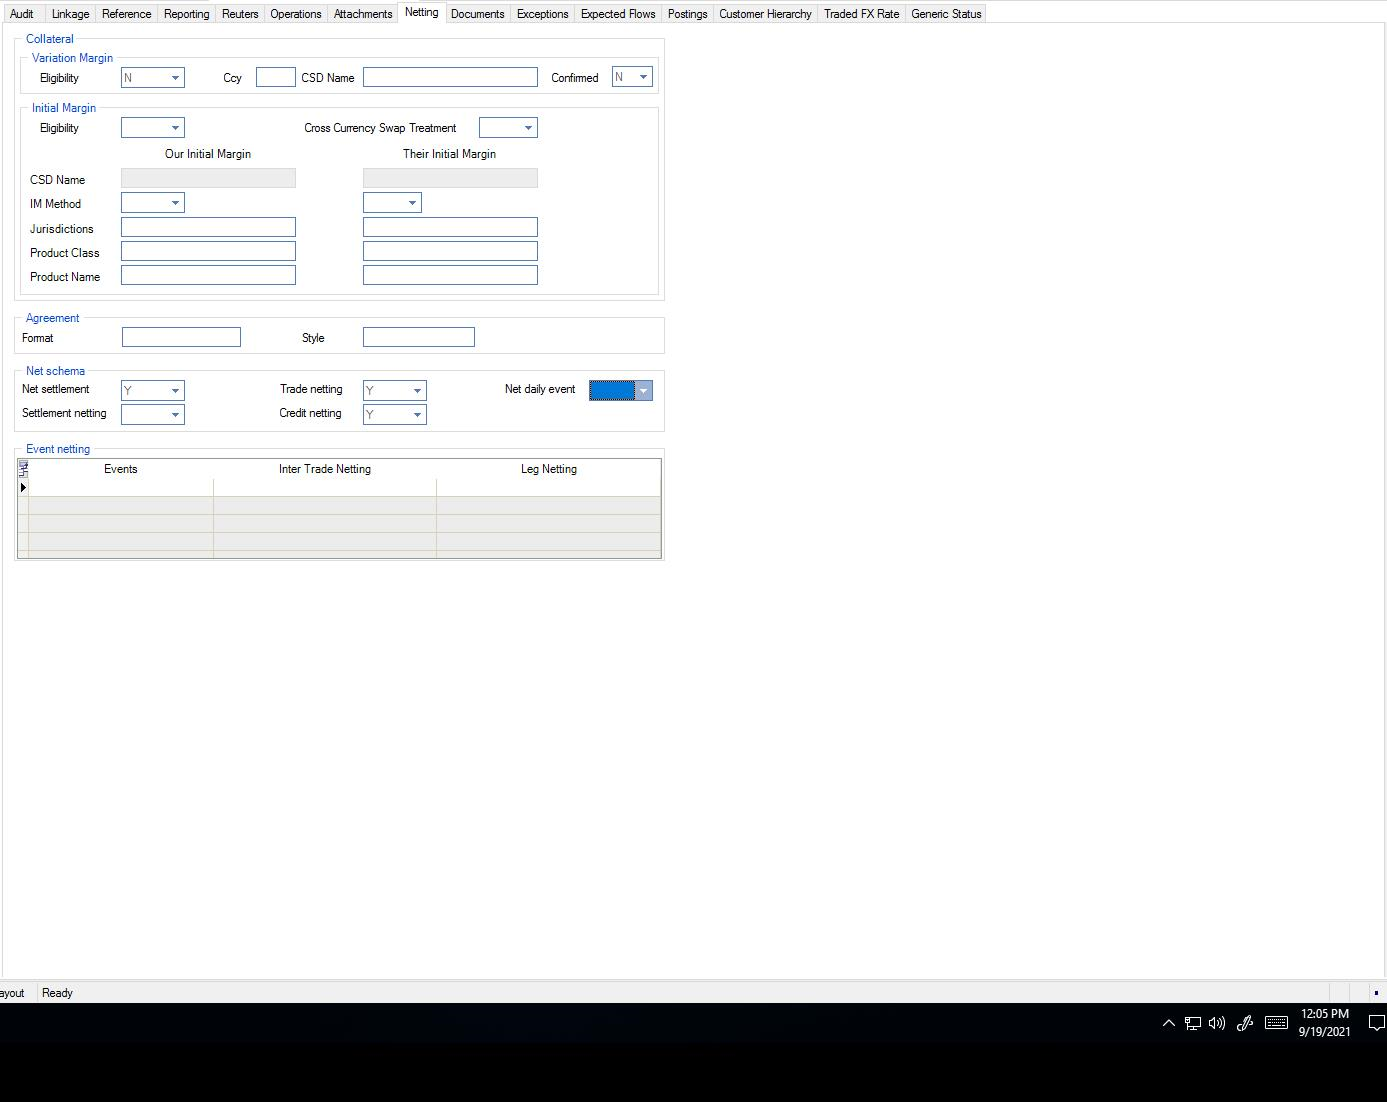 Audit Linkage Reference Reporting Reuters Operations Attachments Netting Documents Exceptions Expected Flows Postings Customer Hierarchy Traded FX Rate Generic Status
Collateral
Variation Margin
Eligibility N Ccy CSD Name Confirmed N
Initial Margin
Eligibility Cross Currency Swap Treatment
Our Initial Margin Their Initial Margin
CSD Name
IM Method
Jurisdictions
Product Class
Product Name
Agreement
Format Style
Net schema
Net settlement Y Trade netting Y Net daily event
Settlement netting Credit netting Y
Event netting
Events Inter Trade Netting Leg Netting
ayout Ready
12:05 PM
9/19/2021